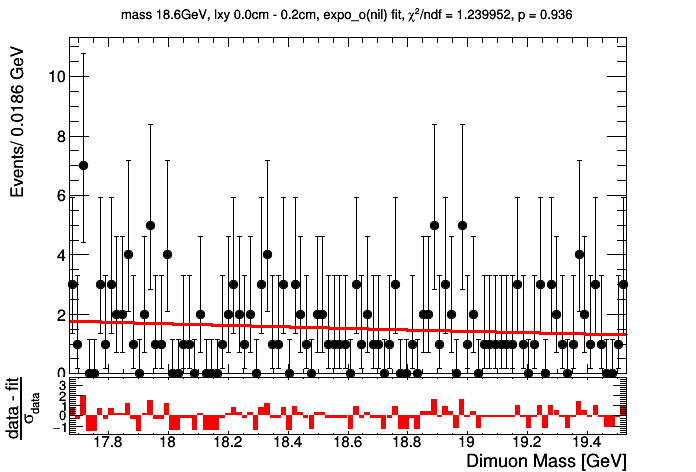 mass 18.6GeV, lxy 0.0cm - 0.2cm, expo_o(nil) fit, χ²/ndf = 1.239952, p = 0.936
Events/ 0.0186 GeV
10
8
6
4
2
0
data - fit
σdata
3
2
1
0
−1
17.8 18 18.2 18.4 18.6 18.8 19 19.2 19.4
Dimuon Mass [GeV]